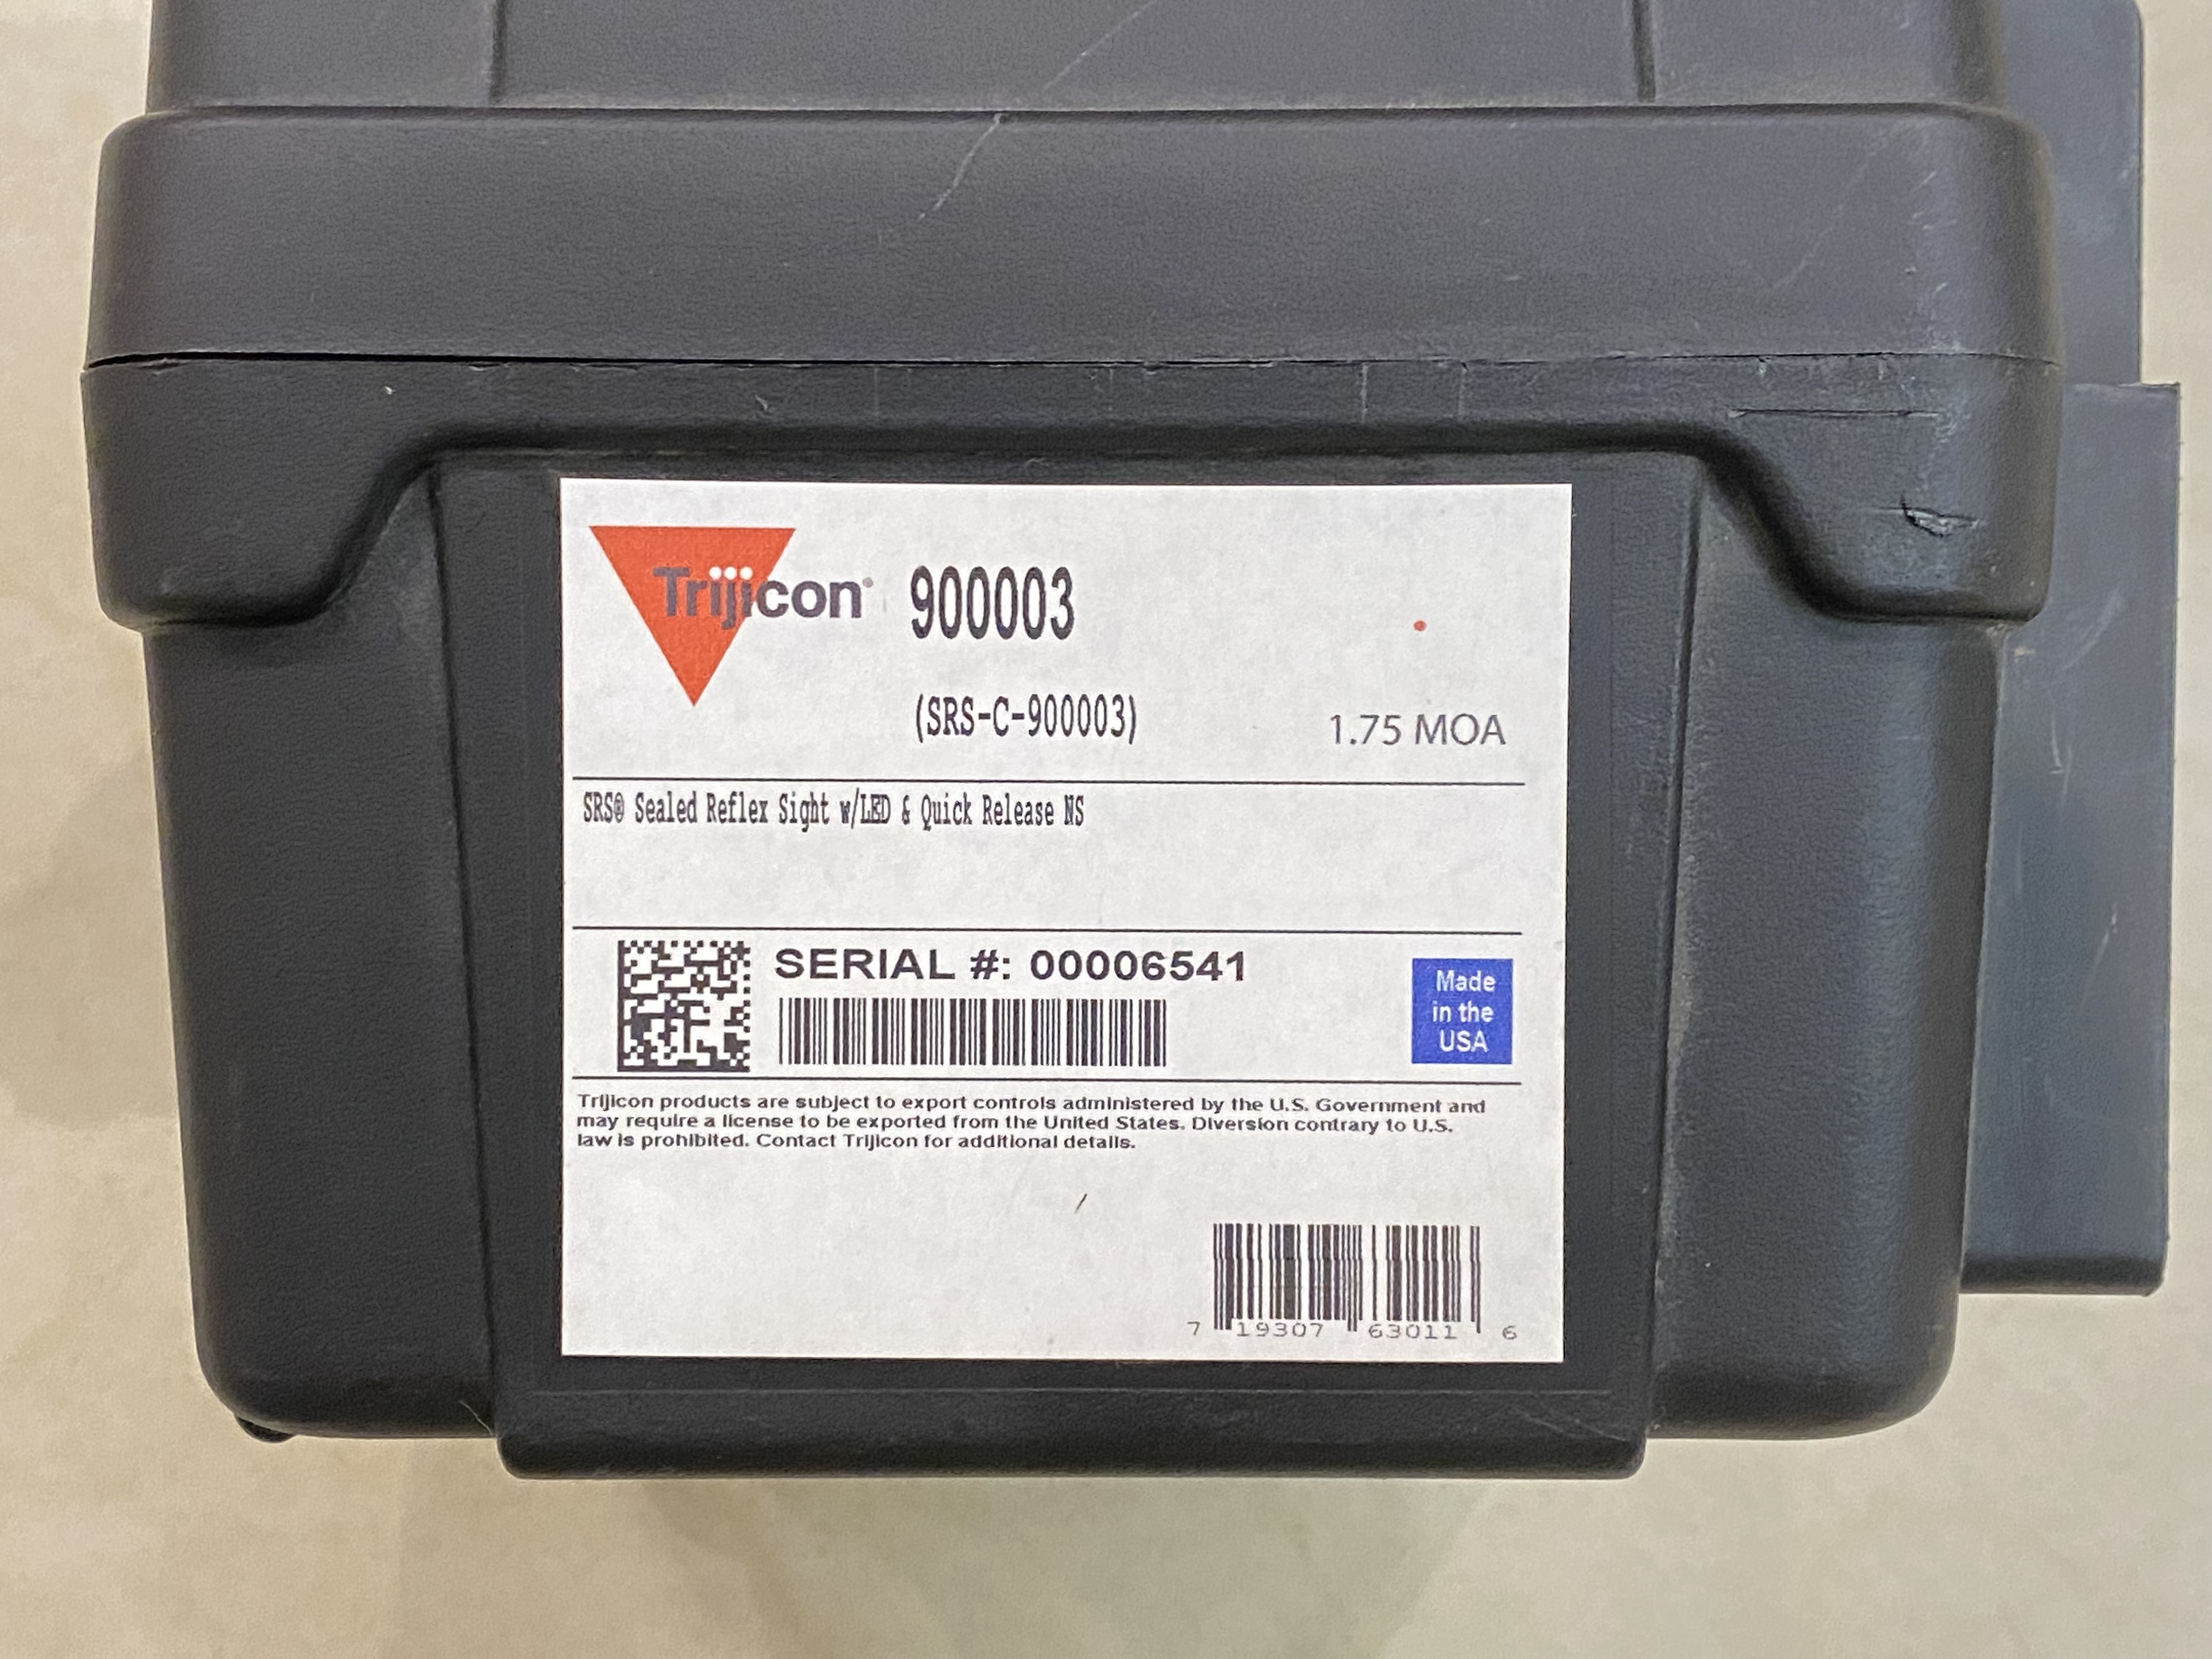 Trijicon® 900003
(SRS-C-900003)
1.75 MOA
SRS® Sealed Reflex Sight w/LED & Quick Release NS
SERIAL #: 00006541
Made
in the
USA
Trijicon products are subject to export controls administered by the U.S. Government and
may require a license to be exported from the United States. Diversion contrary to U.S.
law is prohibited. Contact Trijicon for additional details.
7 19307 63011 6